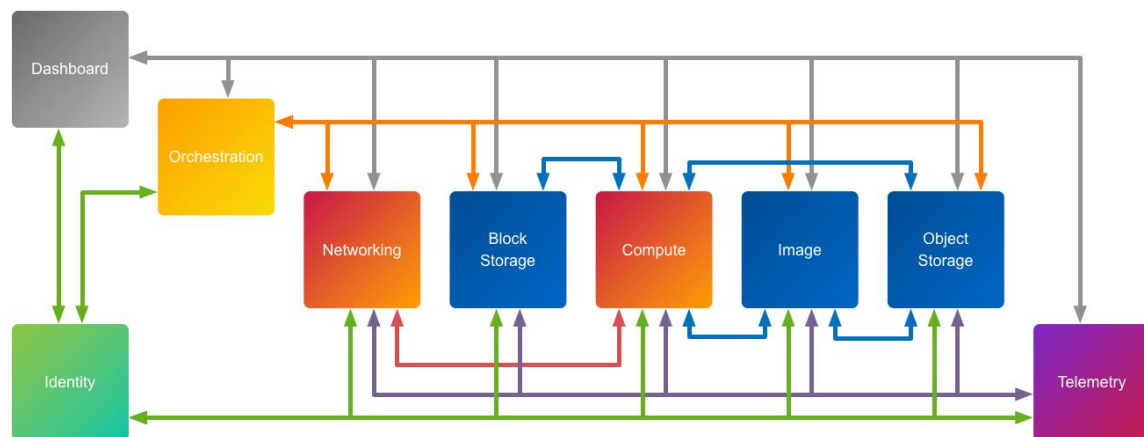 Dashboard
Orchestration
Networking
Block
Storage
Compute
Image
Object
Storage
Identity
Telemetry